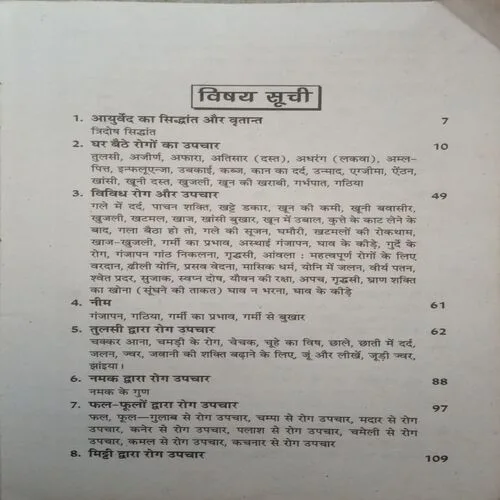 विषय सूची
1. आयुर्वेद का सिद्धांत और वृतान्त 7
त्रिदोष सिद्धांत
2. घर बैठे रोगों का उपचार 10
तुलसी, अजीर्ण, अफारा, अतिसार (दस्त), अधरंग (लकवा), अम्ल-
पित्त, इन्फ्लूएन्जा, उबकाई, कब्ज, कान का दर्द, उन्माद, एग्जीमा, ऐंठन,
खांसी, खूनी दस्त, खुजली, खून की खराबी, गर्भपात, गठिया
3. विविध रोग और उपचार 49
गले में दर्द, पाचन शक्ति, खट्टे डकार, खून की कमी, खूनी बवासीर,
खुजली, खटमल, खाज, खांसी बुखार, खून में उबाल, कुत्ते के काट लेने के
बाद, गला बैठा हो तो, गले की सूजन, घमौरी, खटमलों की रोकथाम,
खाज-खुजली, गर्मी का प्रभाव, अस्थाई गंजापन, घाव के कीड़े, गुर्दे के
रोग, गंजापन गांठ निकलना, गृद्धसी, आंवला : महत्वपूर्ण रोगों के लिए
वरदान, ढीली योनि, प्रसव वेदना, मासिक धर्म, योनि में जलन, वीर्य पतन,
श्वेत प्रदर, सुजाक, स्वप्न दोष, यौवन की रक्षा, अपच, गृद्धसी, घ्राण शक्ति
का खोना (सूंघने की ताकत) घाव न भरना, घाव के कीड़े
4. नीम 61
गंजापन, गठिया, गर्मी का प्रभाव, गर्मी से बुखार
5. तुलसी द्वारा रोग उपचार 62
चक्कर आना, चमड़ी के रोग, चेचक, चूहे का विष, छाले, छाती में दर्द,
जलन, ज्वर, जवानी की शक्ति बढ़ाने के लिए, जूं और लीखें, जूड़ी ज्वर,
झांइया।
6. नमक द्वारा रोग उपचार 88
नमक के गुण
7. फल-फूलों द्वारा रोग उपचार 97
फल, फूल—गुलाब से रोग उपचार, चम्पा से रोग उपचार, मदार से रोग
उपचार, कनेर से रोग उपचार, पलाश से रोग उपचार, चमेली से रोग
उपचार, कमल से रोग उपचार, कचनार से रोग उपचार
8. मिट्टी द्वारा रोग उपचार 109